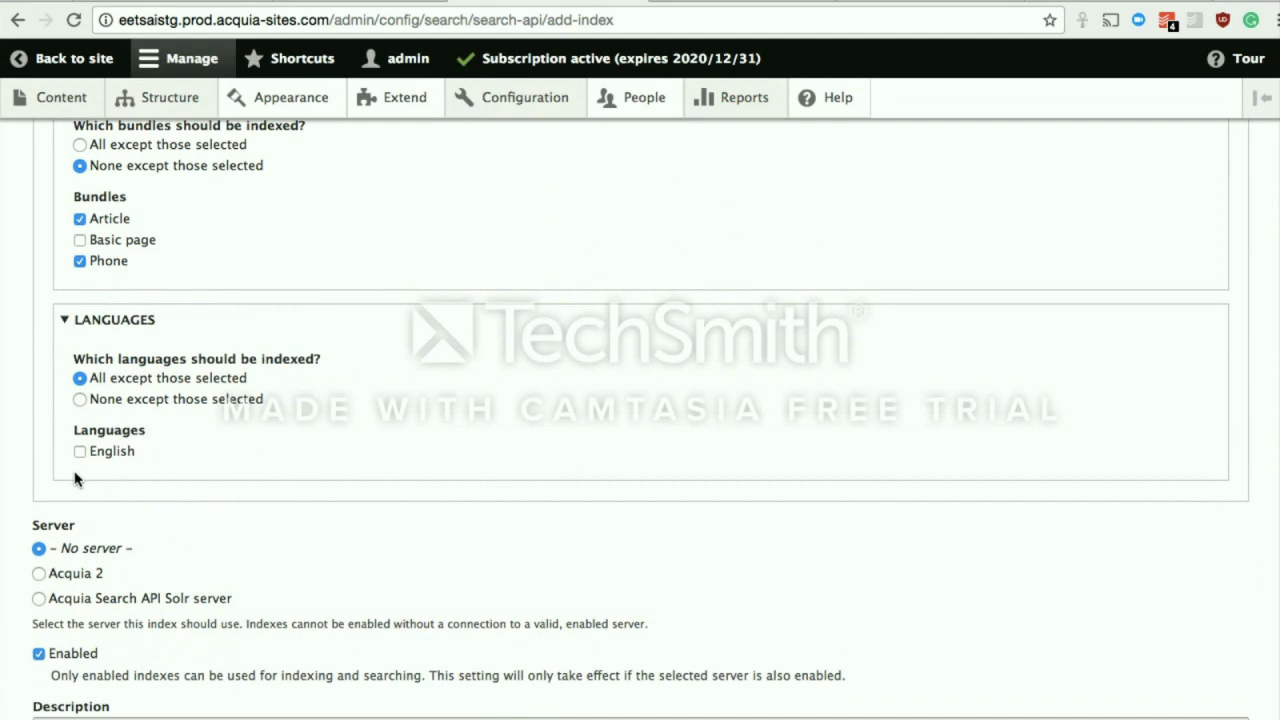 eetsaistg.prod.acquia-sites.com/admin/config/search/search-api/add-index
4
Back to site Manage Shortcuts admin Subscription active (expires 2020/12/31) Tour
Content Structure Appearance Extend Configuration People Reports Help
Which bundles should be indexed?
All except those selected
None except those selected
Bundles
Article
Basic page
Phone
LANGUAGES
TechSmith®
Which languages should be indexed?
All except those selected
None except those selected
MADE WITH CAMTASIA FREE TRIAL
Languages
English
Server
– No server –
Acquia 2
Acquia Search API Solr server
Select the server this index should use. Indexes cannot be enabled without a connection to a valid, enabled server.
Enabled
Only enabled indexes can be used for indexing and searching. This setting will only take effect if the selected server is also enabled.
Description